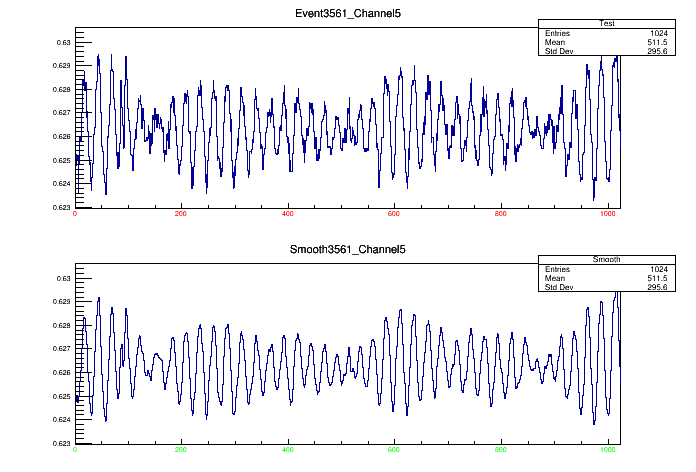 Event3561_Channel5
Test
Entries 1024
Mean 511.5
Std Dev 295.6
0.63
0.629
0.628
0.627
0.626
0.625
0.624
0.623
0 200 400 600 800 1000
Smooth3561_Channel5
Smooth
Entries 1024
Mean 511.5
Std Dev 295.6
0.63
0.629
0.628
0.627
0.626
0.625
0.624
0.623
0 200 400 600 800 1000